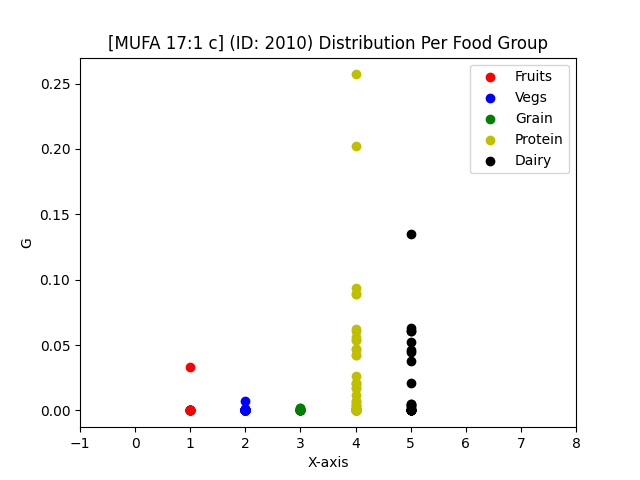 [MUFA 17:1 c] (ID: 2010) Distribution Per Food Group
Fruits
Vegs
Grain
Protein
Dairy
G
0.25
0.20
0.15
0.10
0.05
0.00
−1 0 1 2 3 4 5 6 7 8
X-axis